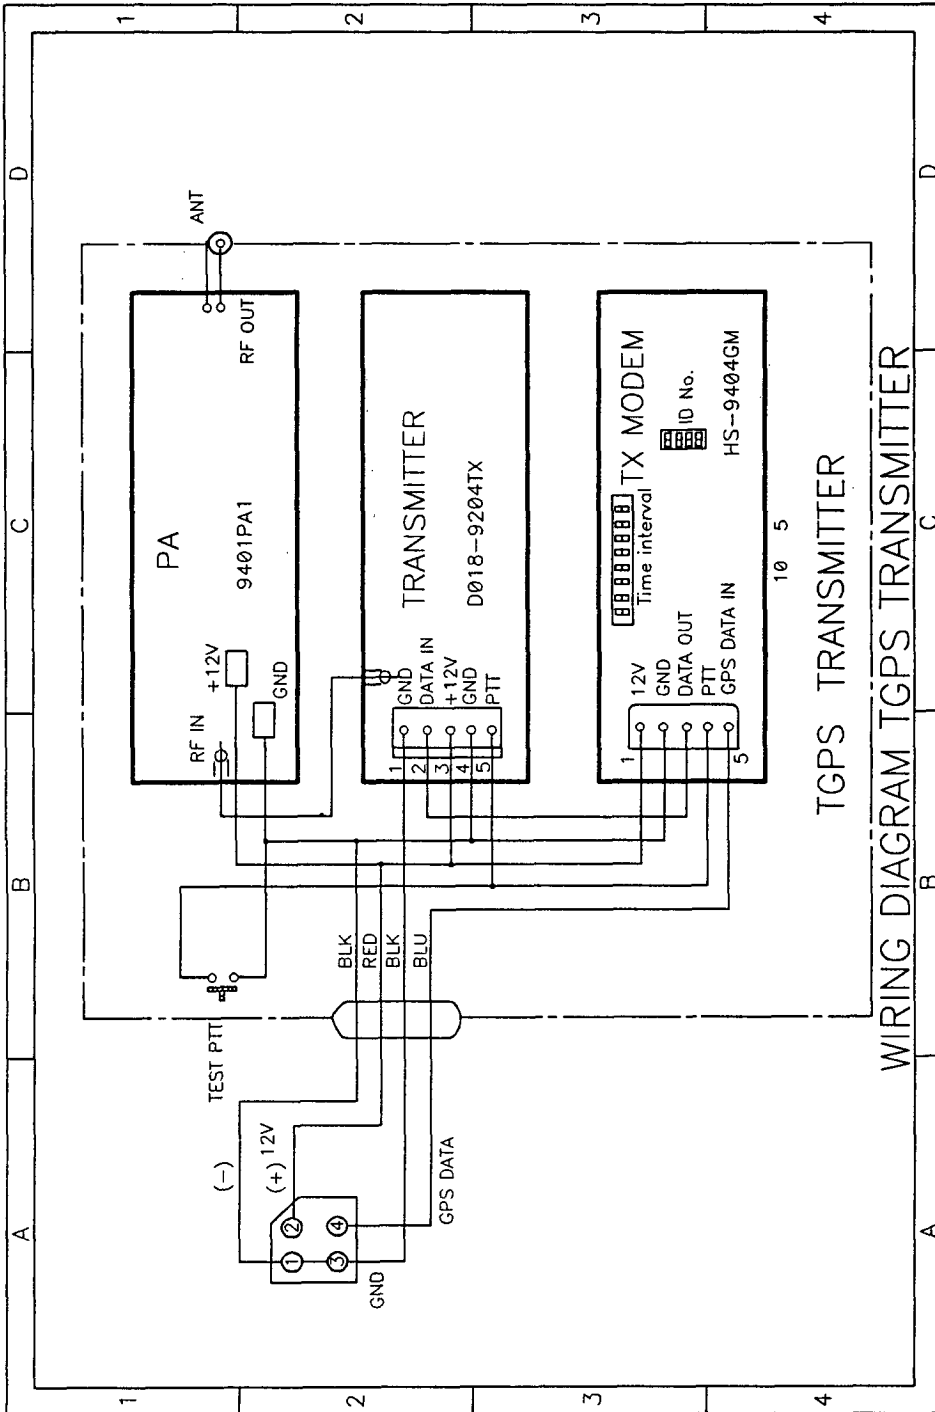 A
B
C
D
1
2
3
4
(-)
(+) 12V
1
2
3
4
GND
GPS DATA
TEST PTT
BLK
RED
BLK
BLU
RF IN
+12V
GND
PA
9401PA1
RF OUT
ANT
1
2
3
4
5
GND
DATA IN
+12V
GND
PTT
TRANSMITTER
D018-9204TX
1
5
12V
GND
DATA OUT
PTT
GPS DATA IN
Time interval
TX MODEM
ID No.
HS-9404GM
10 5
TGPS TRANSMITTER
WIRING DIAGRAM TGPS TRANSMITTER
1
2
3
4
A
B
C
D